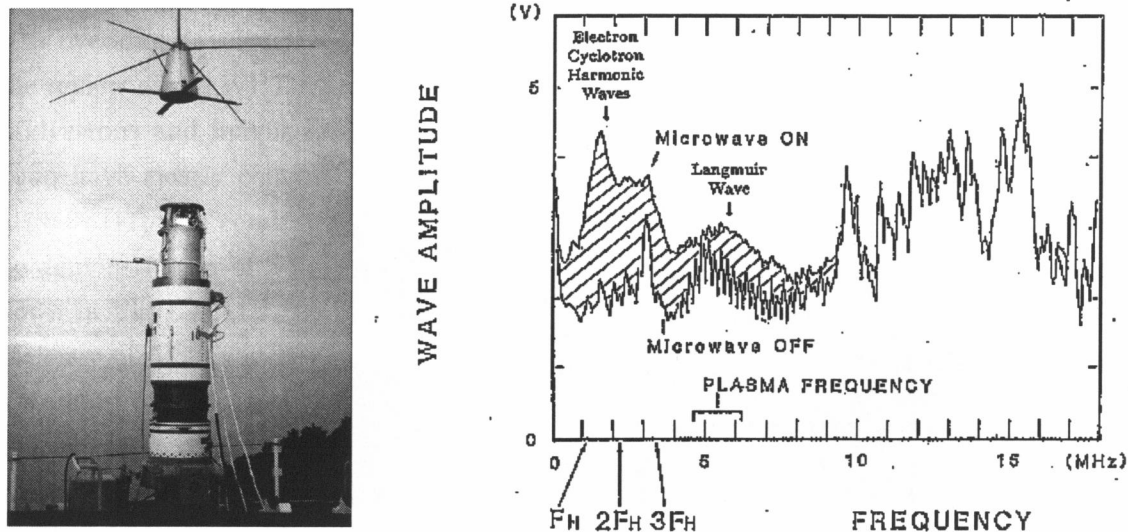 (V)
5
0
WAVE AMPLITUDE
Electron
Cyclotron
Harmonic
Waves
Microwave ON
Langmuir
Wave
Microwave OFF
PLASMA FREQUENCY
0 5 10 15 (MHz)
FH 2FH 3FH
FREQUENCY